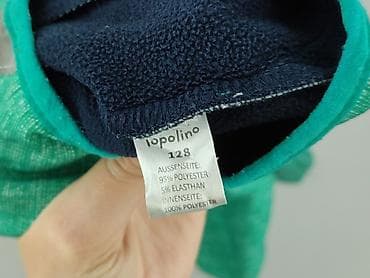 Topolino
128
AUSSENSEITE:
95% POLYESTER
5% ELASTHAN
INNENSEITE:
100% POLYESTER